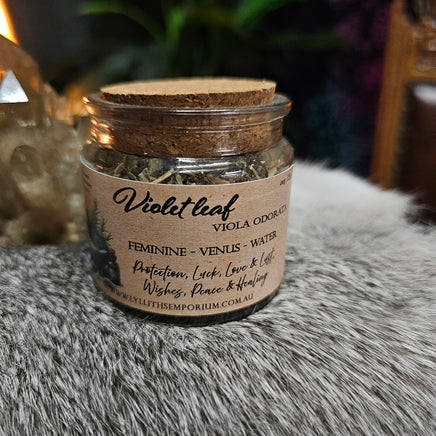 Violet leaf
VIOLA ODORATA
FEMININE - VENUS - WATER
Protection, Luck, Love & Lust,
Wishes, Peace & Healing
WWW.LYLLITHSEMPORIUM.COM.AU